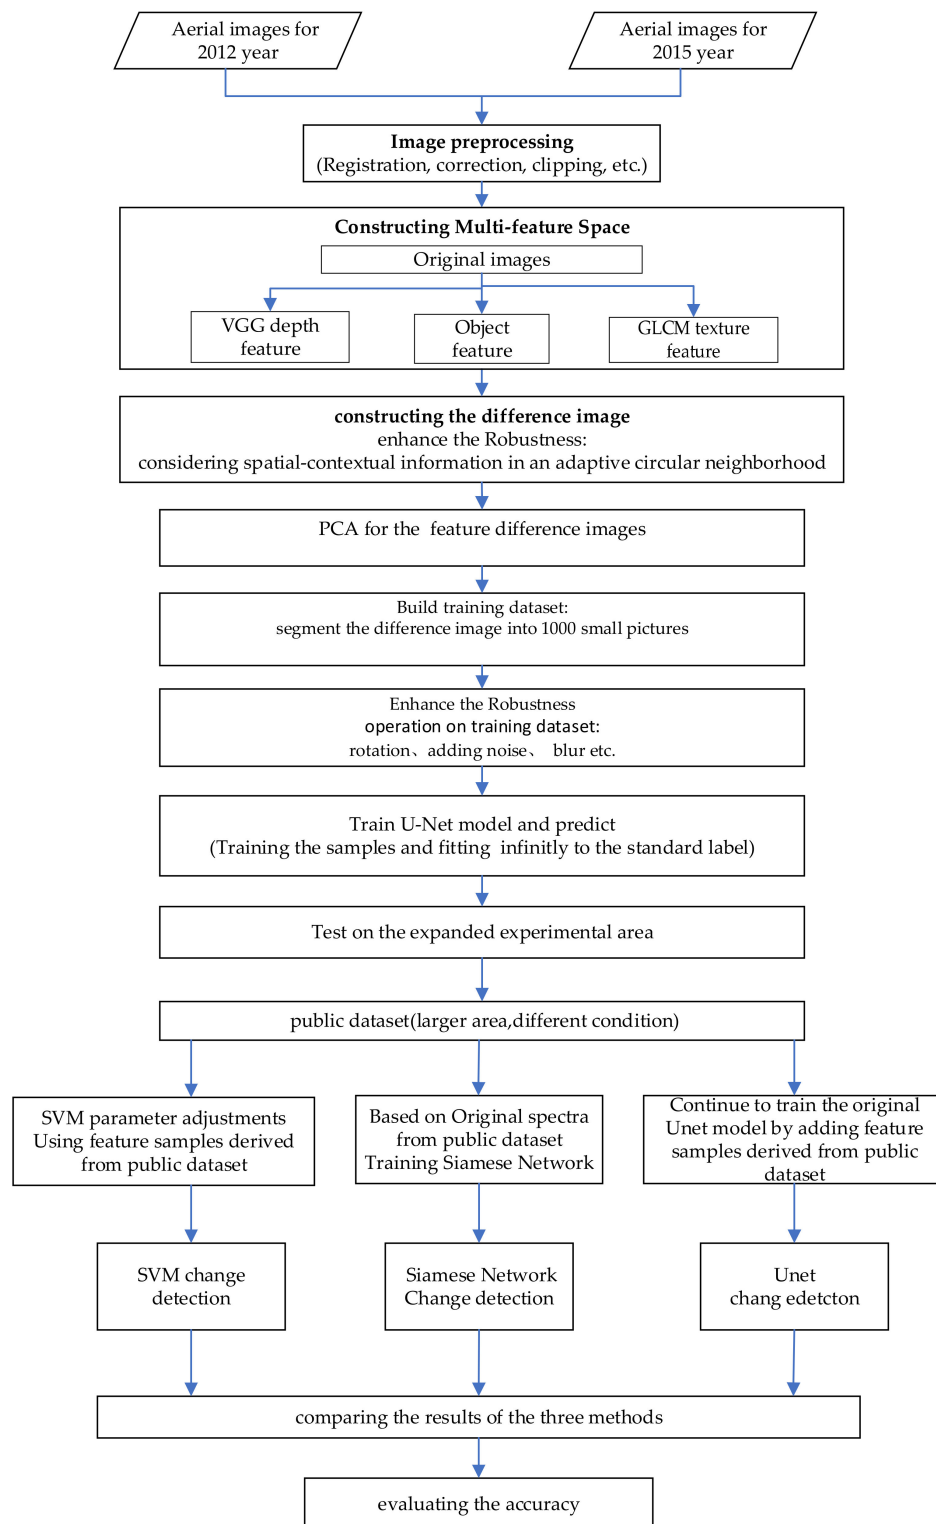 Aerial images for
2012 year
Aerial images for
2015 year
Image preprocessing
(Registration, correction, clipping, etc.)
Constructing Multi-feature Space
Original images
VGG depth
feature
Object
feature
GLCM texture
feature
constructing the difference image
enhance the Robustness:
considering spatial-contextual information in an adaptive circular neighborhood
PCA for the feature difference images
Build training dataset:
segment the difference image into 1000 small pictures
Enhance the Robustness
operation on training dataset:
rotation、adding noise、 blur etc.
Train U-Net model and predict
(Training the samples and fitting infinitly to the standard label)
Test on the expanded experimental area
public dataset(larger area,different condition)
SVM parameter adjustments
Using feature samples derived
from public dataset
Based on Original spectra
from public dataset
Training Siamese Network
Continue to train the original
Unet model by adding feature
samples derived from public
dataset
SVM change
detection
Siamese Network
Change detection
Unet
chang edetcton
comparing the results of the three methods
evaluating the accuracy